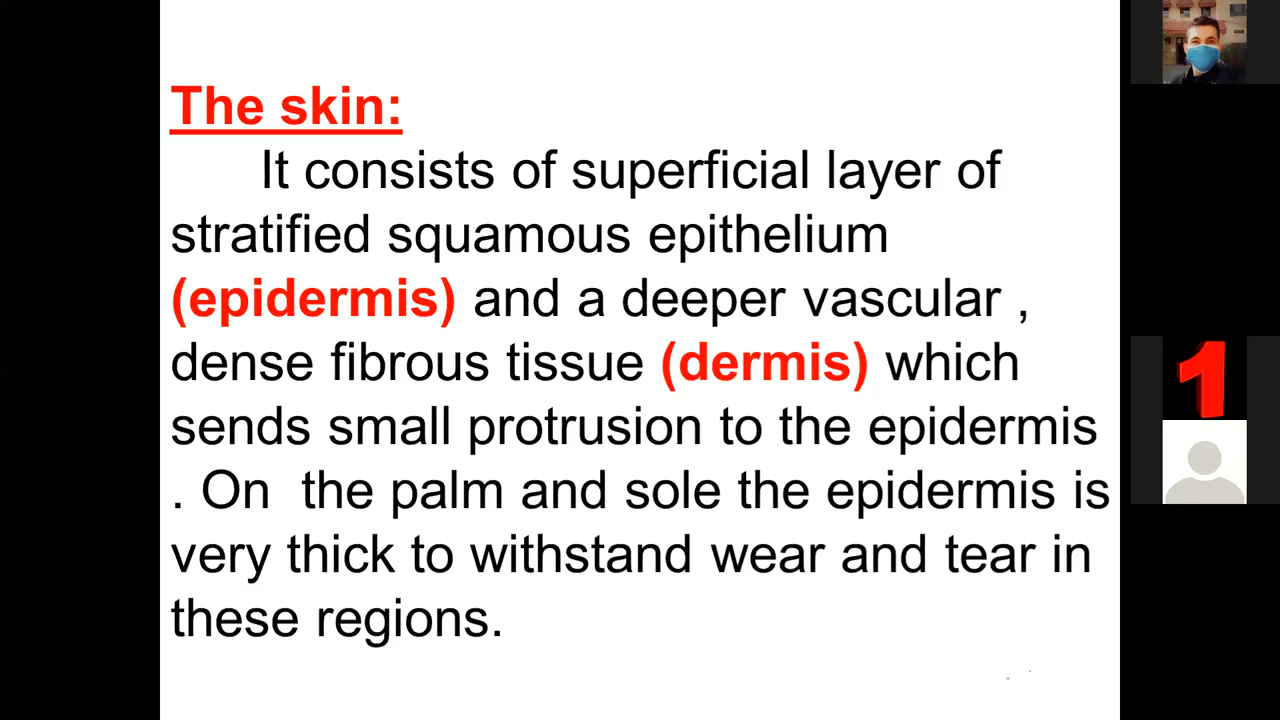 The skin:
It consists of superficial layer of
stratified squamous epithelium
(epidermis) and a deeper vascular ,
dense fibrous tissue (dermis) which
sends small protrusion to the epidermis
. On  the palm and sole the epidermis is
very thick to withstand wear and tear in
these regions.
1